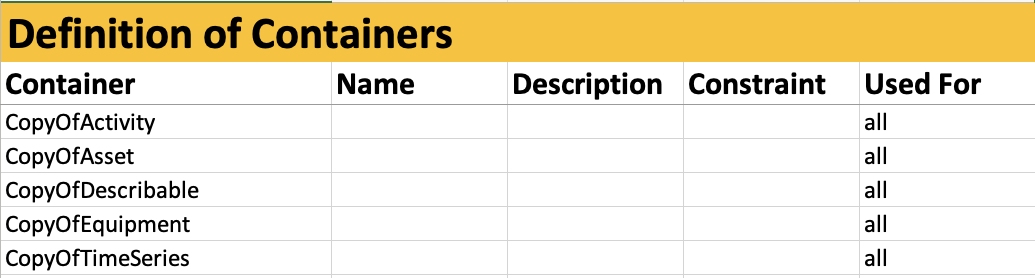 Definition of Containers
Container Name Description Constraint Used For
CopyOfActivity all
CopyOfAsset all
CopyOfDescribable all
CopyOfEquipment all
CopyOfTimeSeries all